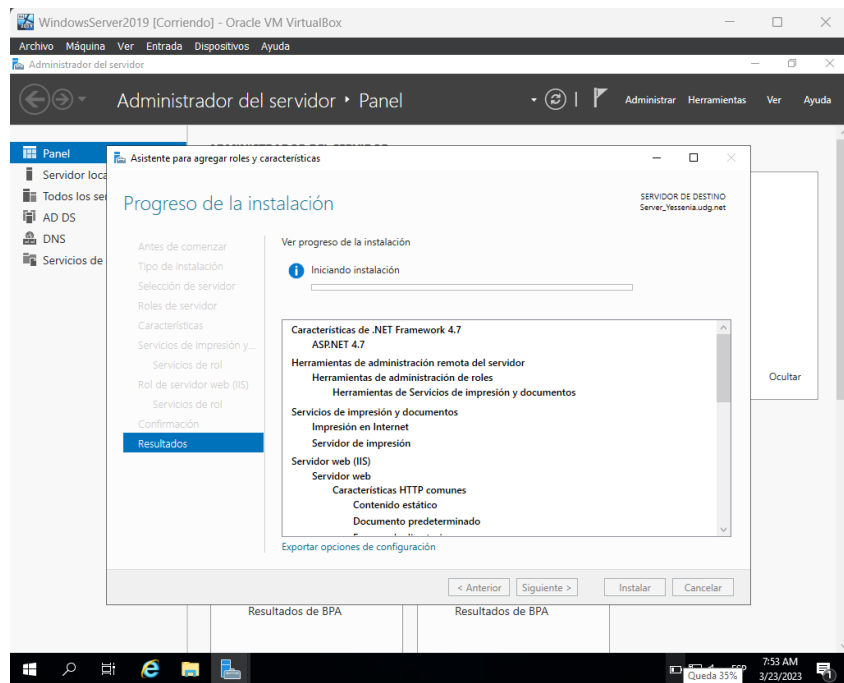 WindowsServer2019 [Corriendo] - Oracle VM VirtualBox
Archivo Máquina Ver Entrada Dispositivos Ayuda
Administrador del servidor
Administrador del servidor ‣ Panel
Administrar Herramientas Ver Ayuda
Panel
Servidor loca
Todos los ser
AD DS
DNS
Servicios de
Asistente para agregar roles y características
Progreso de la instalación
SERVIDOR DE DESTINO
Server_Yessenia.udg.net
Antes de comenzar
Tipo de instalación
Selección de servidor
Roles de servidor
Características
Servicios de impresión y...
Servicios de rol
Rol de servidor web (IIS)
Servicios de rol
Confirmación
Resultados
Ver progreso de la instalación
Iniciando instalación
Características de .NET Framework 4.7
ASP.NET 4.7
Herramientas de administración remota del servidor
Herramientas de administración de roles
Herramientas de Servicios de impresión y documentos
Servicios de impresión y documentos
Impresión en Internet
Servidor de impresión
Servidor web (IIS)
Servidor web
Características HTTP comunes
Contenido estático
Documento predeterminado
Exportar opciones de configuración
< Anterior Siguiente > Instalar Cancelar
Ocultar
Resultados de BPA Resultados de BPA
Queda 35%
7:53 AM
3/23/2023
1